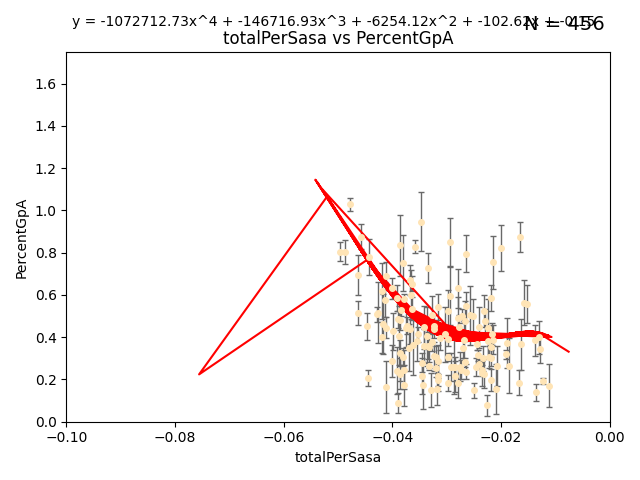 y = -1072712.73x^4 + -146716.93x^3 + -6254.12x^2 + -102.62x + -0.15
N = 456
totalPerSasa vs PercentGpA
1.6
1.4
1.2
1.0
0.8
0.6
0.4
0.2
0.0
PercentGpA
−0.10 −0.08 −0.06 −0.04 −0.02 0.00
totalPerSasa